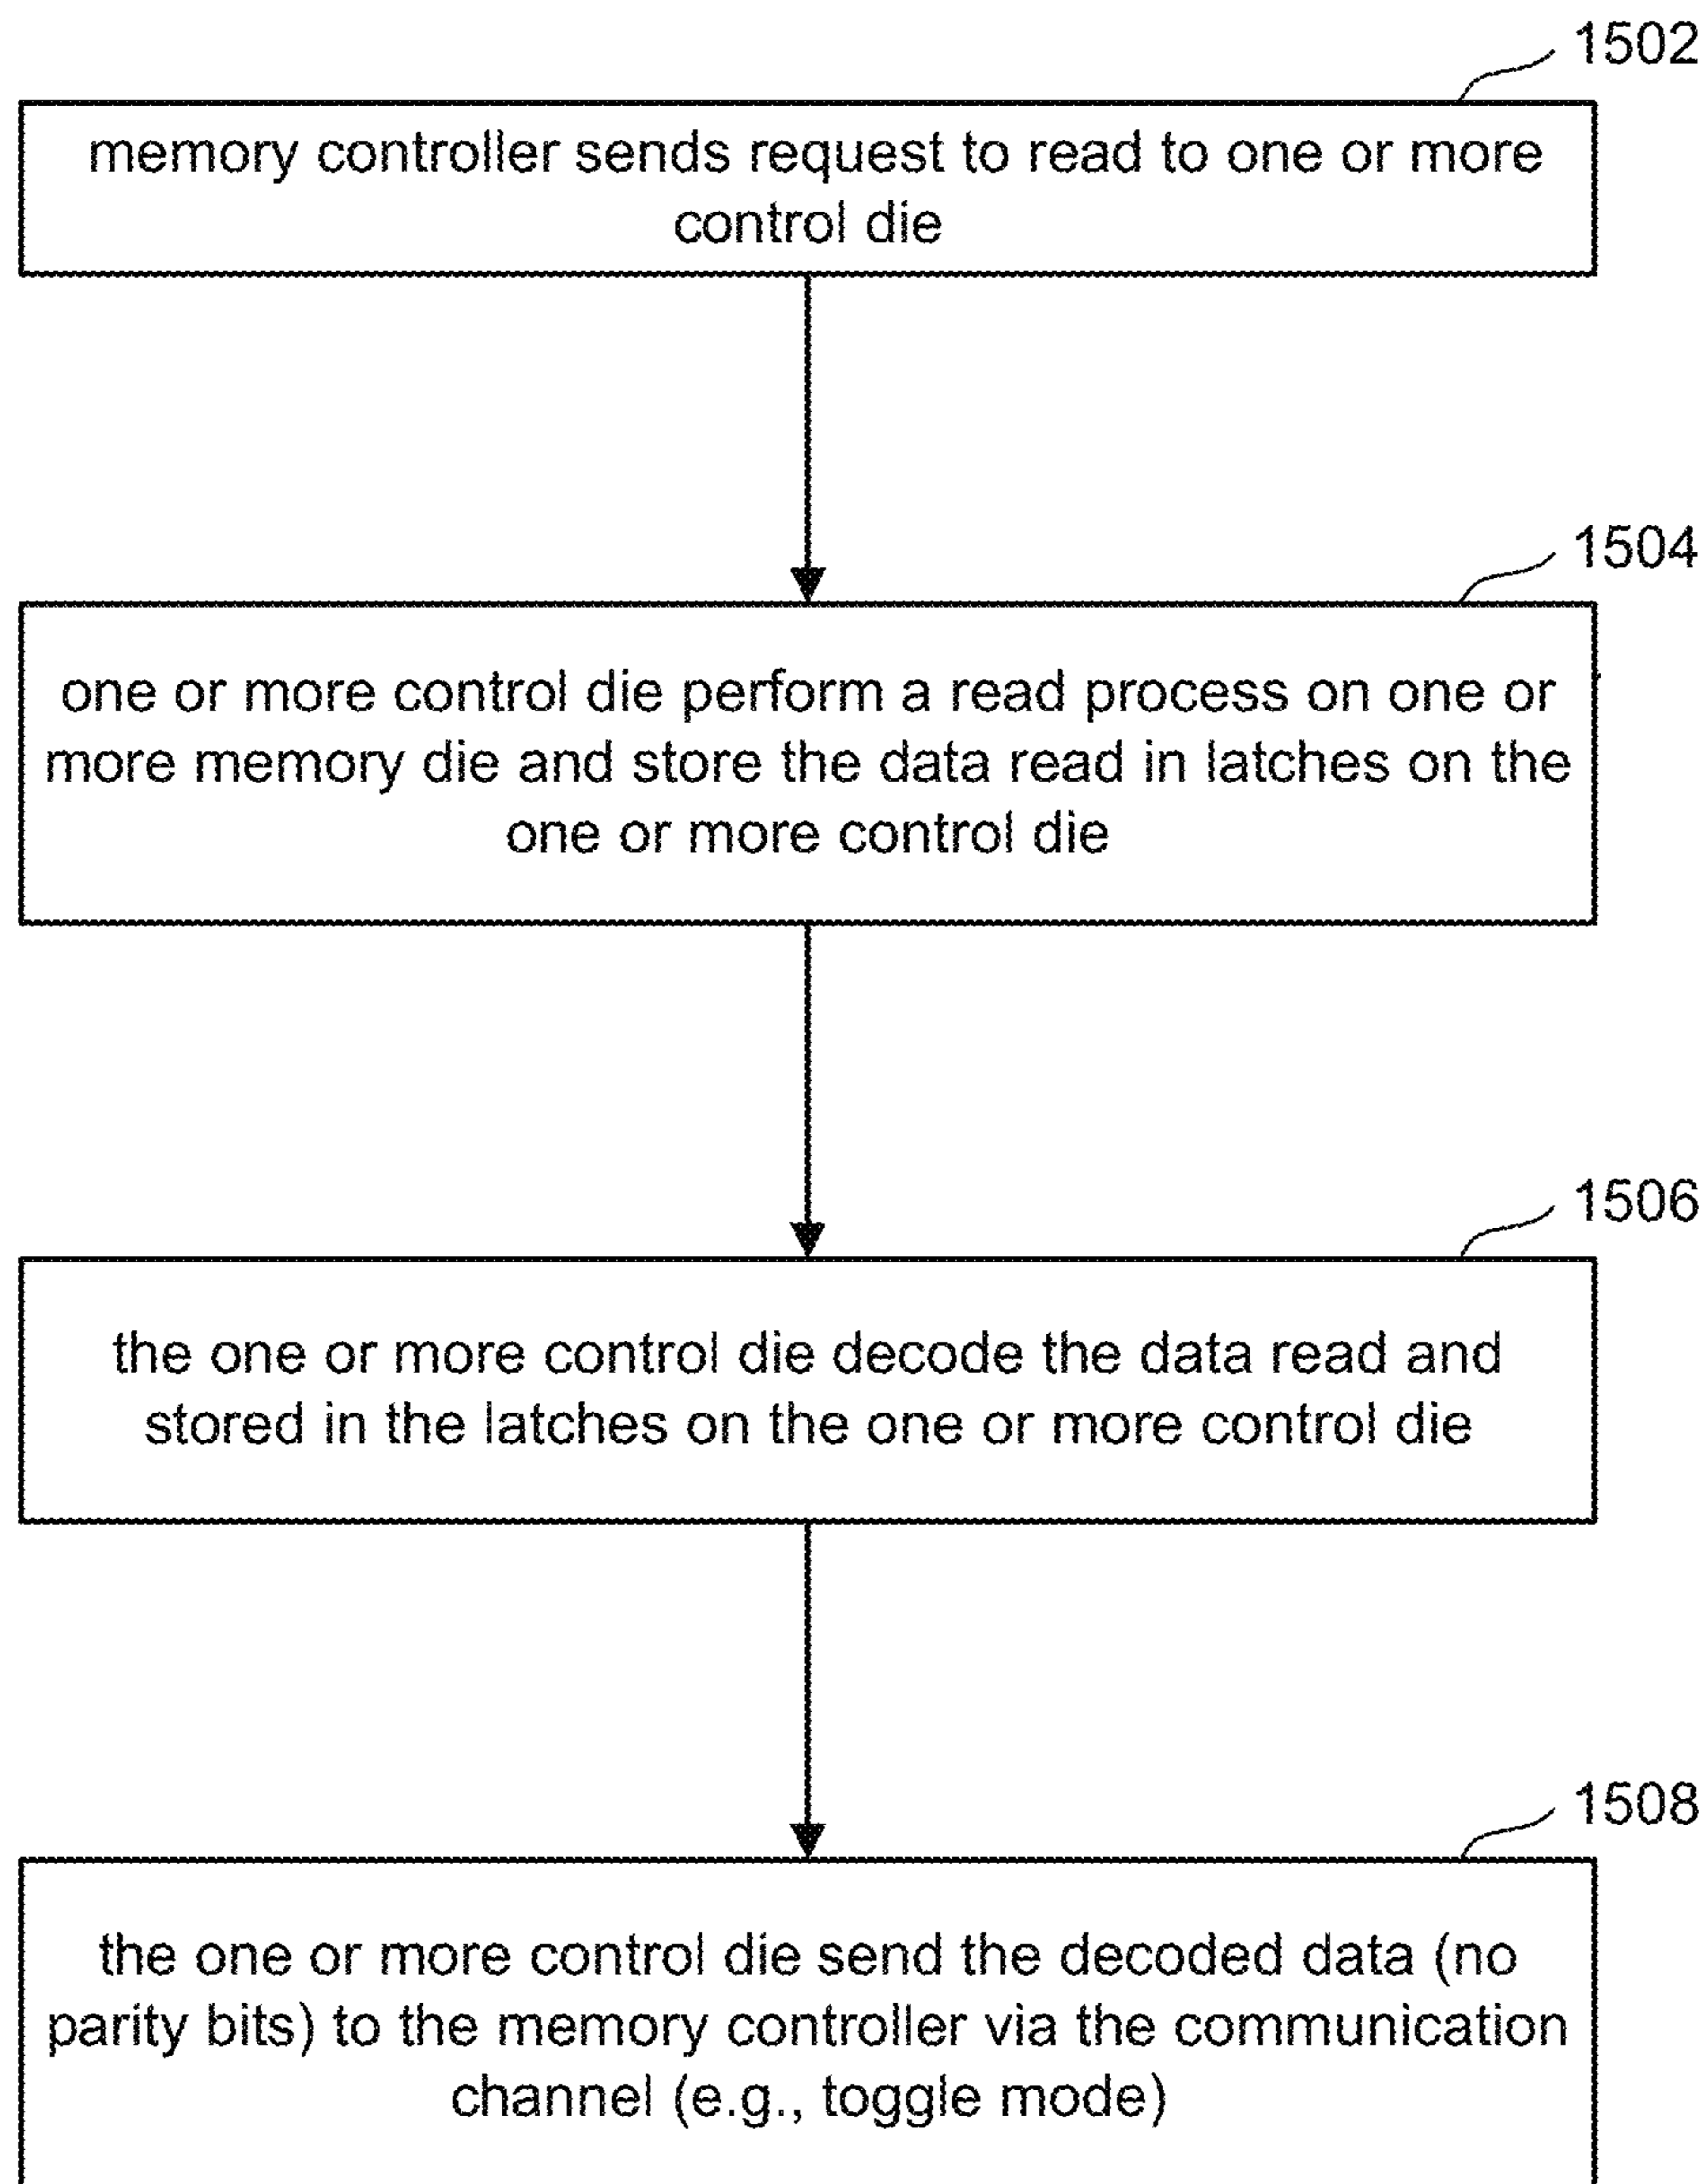 1502
memory controller sends request to read to one or more
control die
1504
one or more control die perform a read process on one or
more memory die and store the data read in latches on the
one or more control die
1506
the one or more control die decode the data read and
stored in the latches on the one or more control die
1508
the one or more control die send the decoded data (no
parity bits) to the memory controller via the communication
channel (e.g., toggle mode)